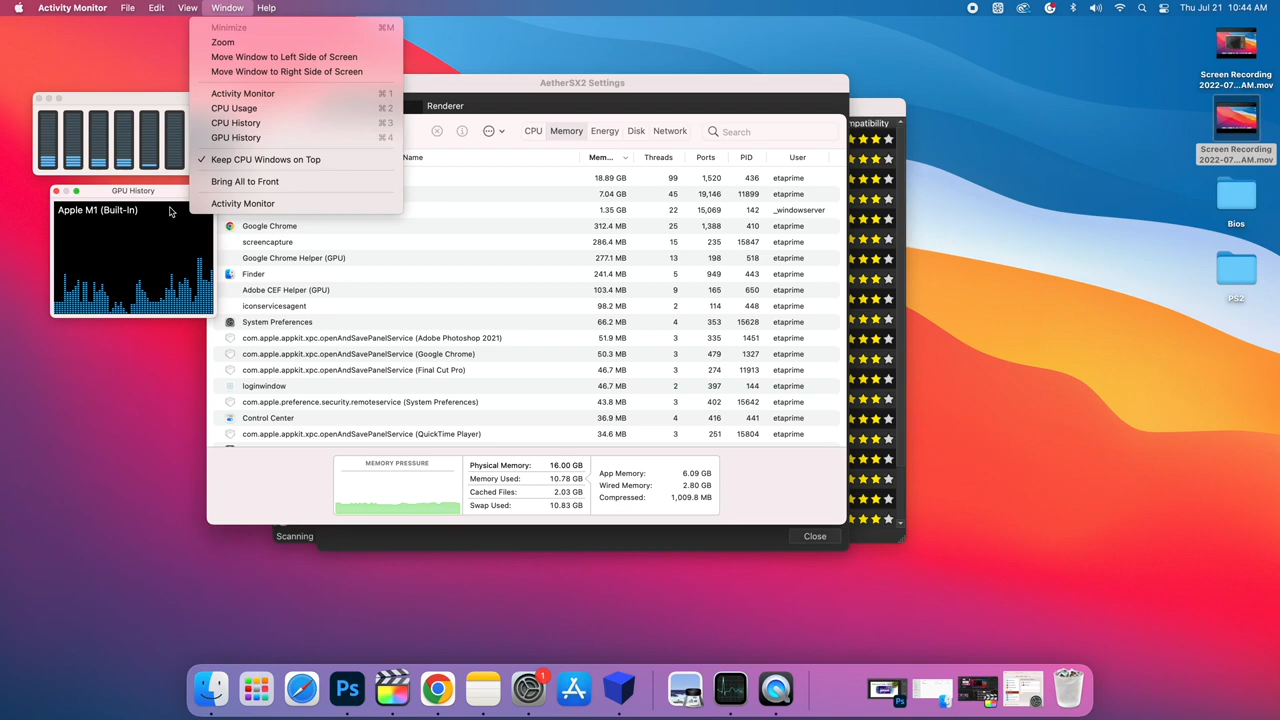 Activity Monitor File Edit View Window Help Thu Jul 21 10:44 AM
Minimize ⌘M
Zoom
Move Window to Left Side of Screen
Move Window to Right Side of Screen
Activity Monitor ⌘1
CPU Usage ⌘2
CPU History ⌘3
GPU History ⌘4
✓ Keep CPU Windows on Top
Bring All to Front
Activity Monitor
GPU History
Apple M1 (Built-In)
AetherSX2 Settings
Renderer
CPU Memory Energy Disk Network Search
Name Mem... Threads Ports PID User
18.89 GB 99 1,520 436 etaprime
7.04 GB 45 19,146 11899 etaprime
1.35 GB 22 15,069 142 _windowserver
Google Chrome 312.4 MB 25 1,388 410 etaprime
screencapture 286.4 MB 15 235 15847 etaprime
Google Chrome Helper (GPU) 277.1 MB 13 198 518 etaprime
Finder 241.4 MB 5 949 443 etaprime
Adobe CEF Helper (GPU) 103.4 MB 9 165 650 etaprime
iconservicesagent 98.2 MB 2 114 448 etaprime
System Preferences 66.2 MB 4 353 15628 etaprime
com.apple.appkit.xpc.openAndSavePanelService (Adobe Photoshop 2021) 51.9 MB 3 335 1451 etaprime
com.apple.appkit.xpc.openAndSavePanelService (Google Chrome) 50.3 MB 3 479 1327 etaprime
com.apple.appkit.xpc.openAndSavePanelService (Final Cut Pro) 46.7 MB 3 274 11913 etaprime
loginwindow 46.7 MB 2 397 144 etaprime
com.apple.preference.security.remoteservice (System Preferences) 43.8 MB 3 402 15642 etaprime
Control Center 36.9 MB 4 416 441 etaprime
com.apple.appkit.xpc.openAndSavePanelService (QuickTime Player) 34.6 MB 3 251 15804 etaprime
MEMORY PRESSURE
Physical Memory: 16.00 GB
Memory Used: 10.78 GB
Cached Files: 2.03 GB
Swap Used: 10.83 GB
App Memory: 6.09 GB
Wired Memory: 2.80 GB
Compressed: 1,009.8 MB
mpatibility
Scanning
Close
Screen Recording
2022-07...AM.mov
Screen Recording
2022-07...AM.mov
Bios
PS2
Ps
1
Ps